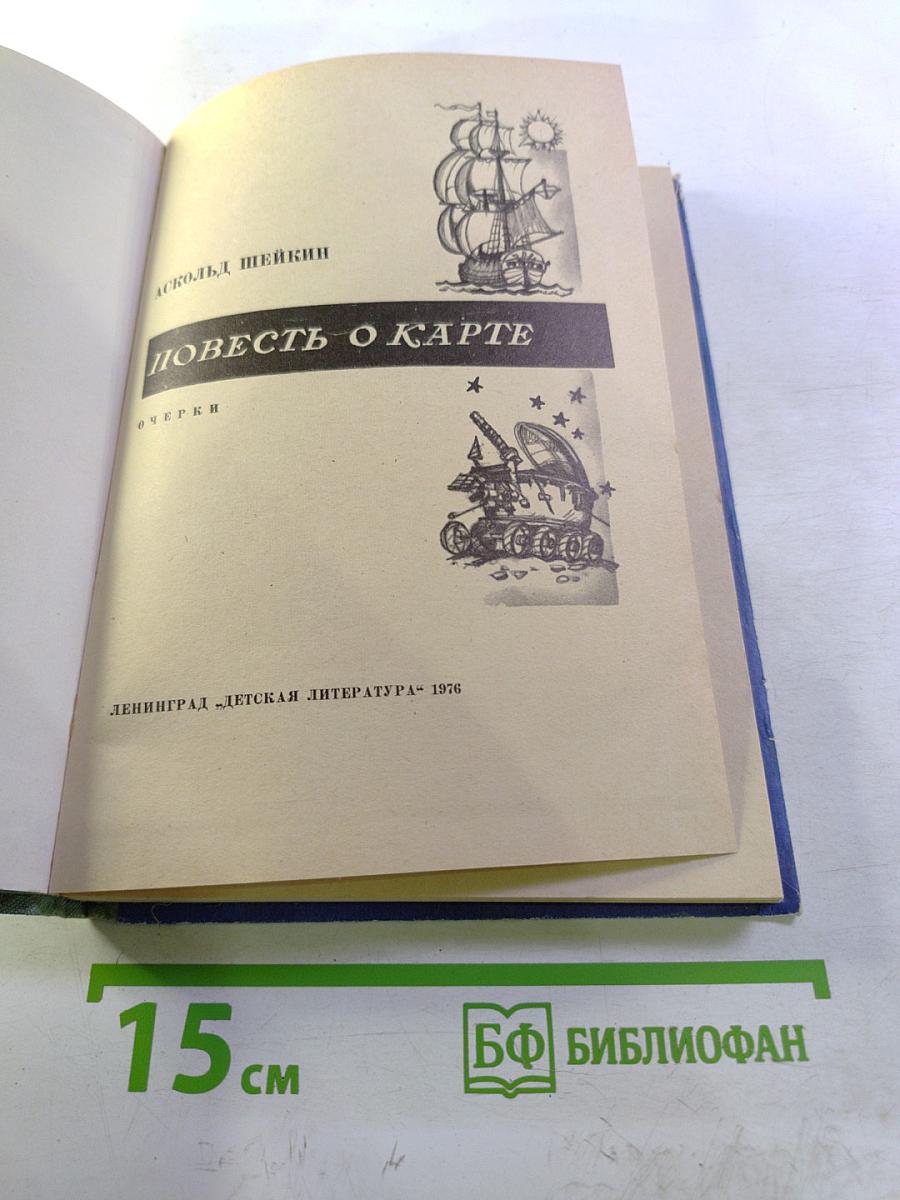 АСКОЛЬД ШЕЙКИН
ПОВЕСТЬ О КАРТЕ
ОЧЕРКИ
ЛЕНИНГРАД „ДЕТСКАЯ ЛИТЕРАТУРА“ 1976
15 см
БФ БИБЛИОФАН